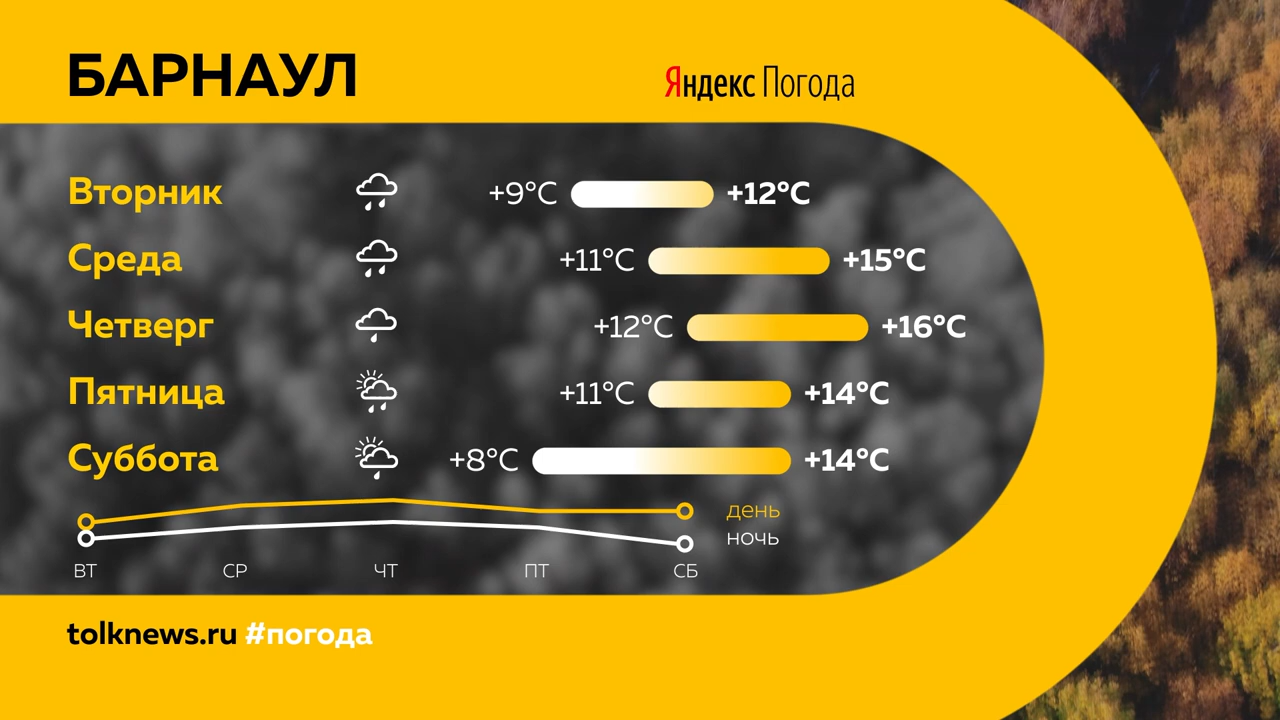 БАРНАУЛ
Яндекс Погода
Вторник +9°C +12°C
Среда +11°C +15°C
Четверг +12°C +16°C
Пятница +11°C +14°C
Суббота +8°C +14°C
день
ночь
ВТ СР ЧТ ПТ СБ
tolknews.ru #погода